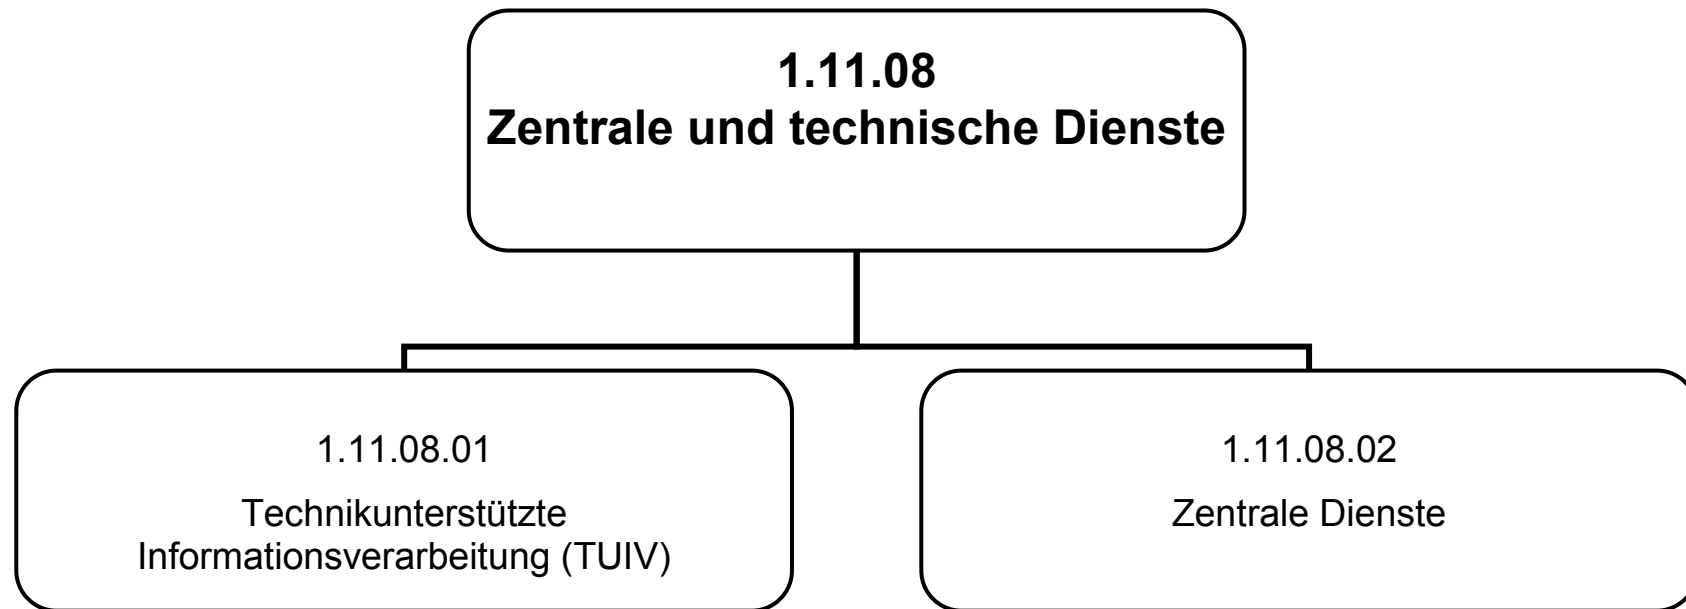 1.11.08
Zentrale und technische Dienste
1.11.08.01
Technikunterstützte
Informationsverarbeitung (TUIV)
1.11.08.02
Zentrale Dienste